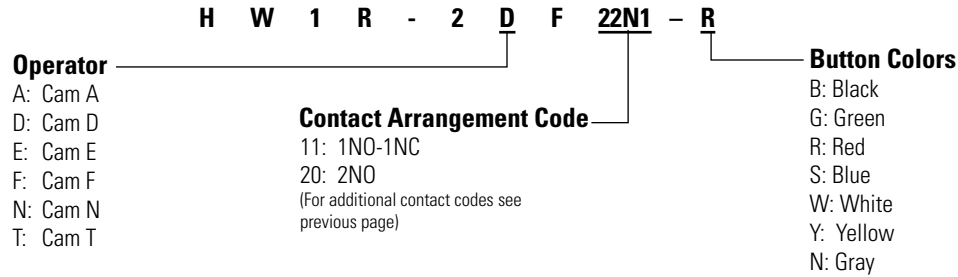 H W 1 R - 2 D F 22N1 – R
Operator
A: Cam A
D: Cam D
E: Cam E
F: Cam F
N: Cam N
T: Cam T
Contact Arrangement Code
11: 1NO-1NC
20: 2NO
(For additional contact codes see
previous page)
Button Colors
B: Black
G: Green
R: Red
S: Blue
W: White
Y: Yellow
N: Gray